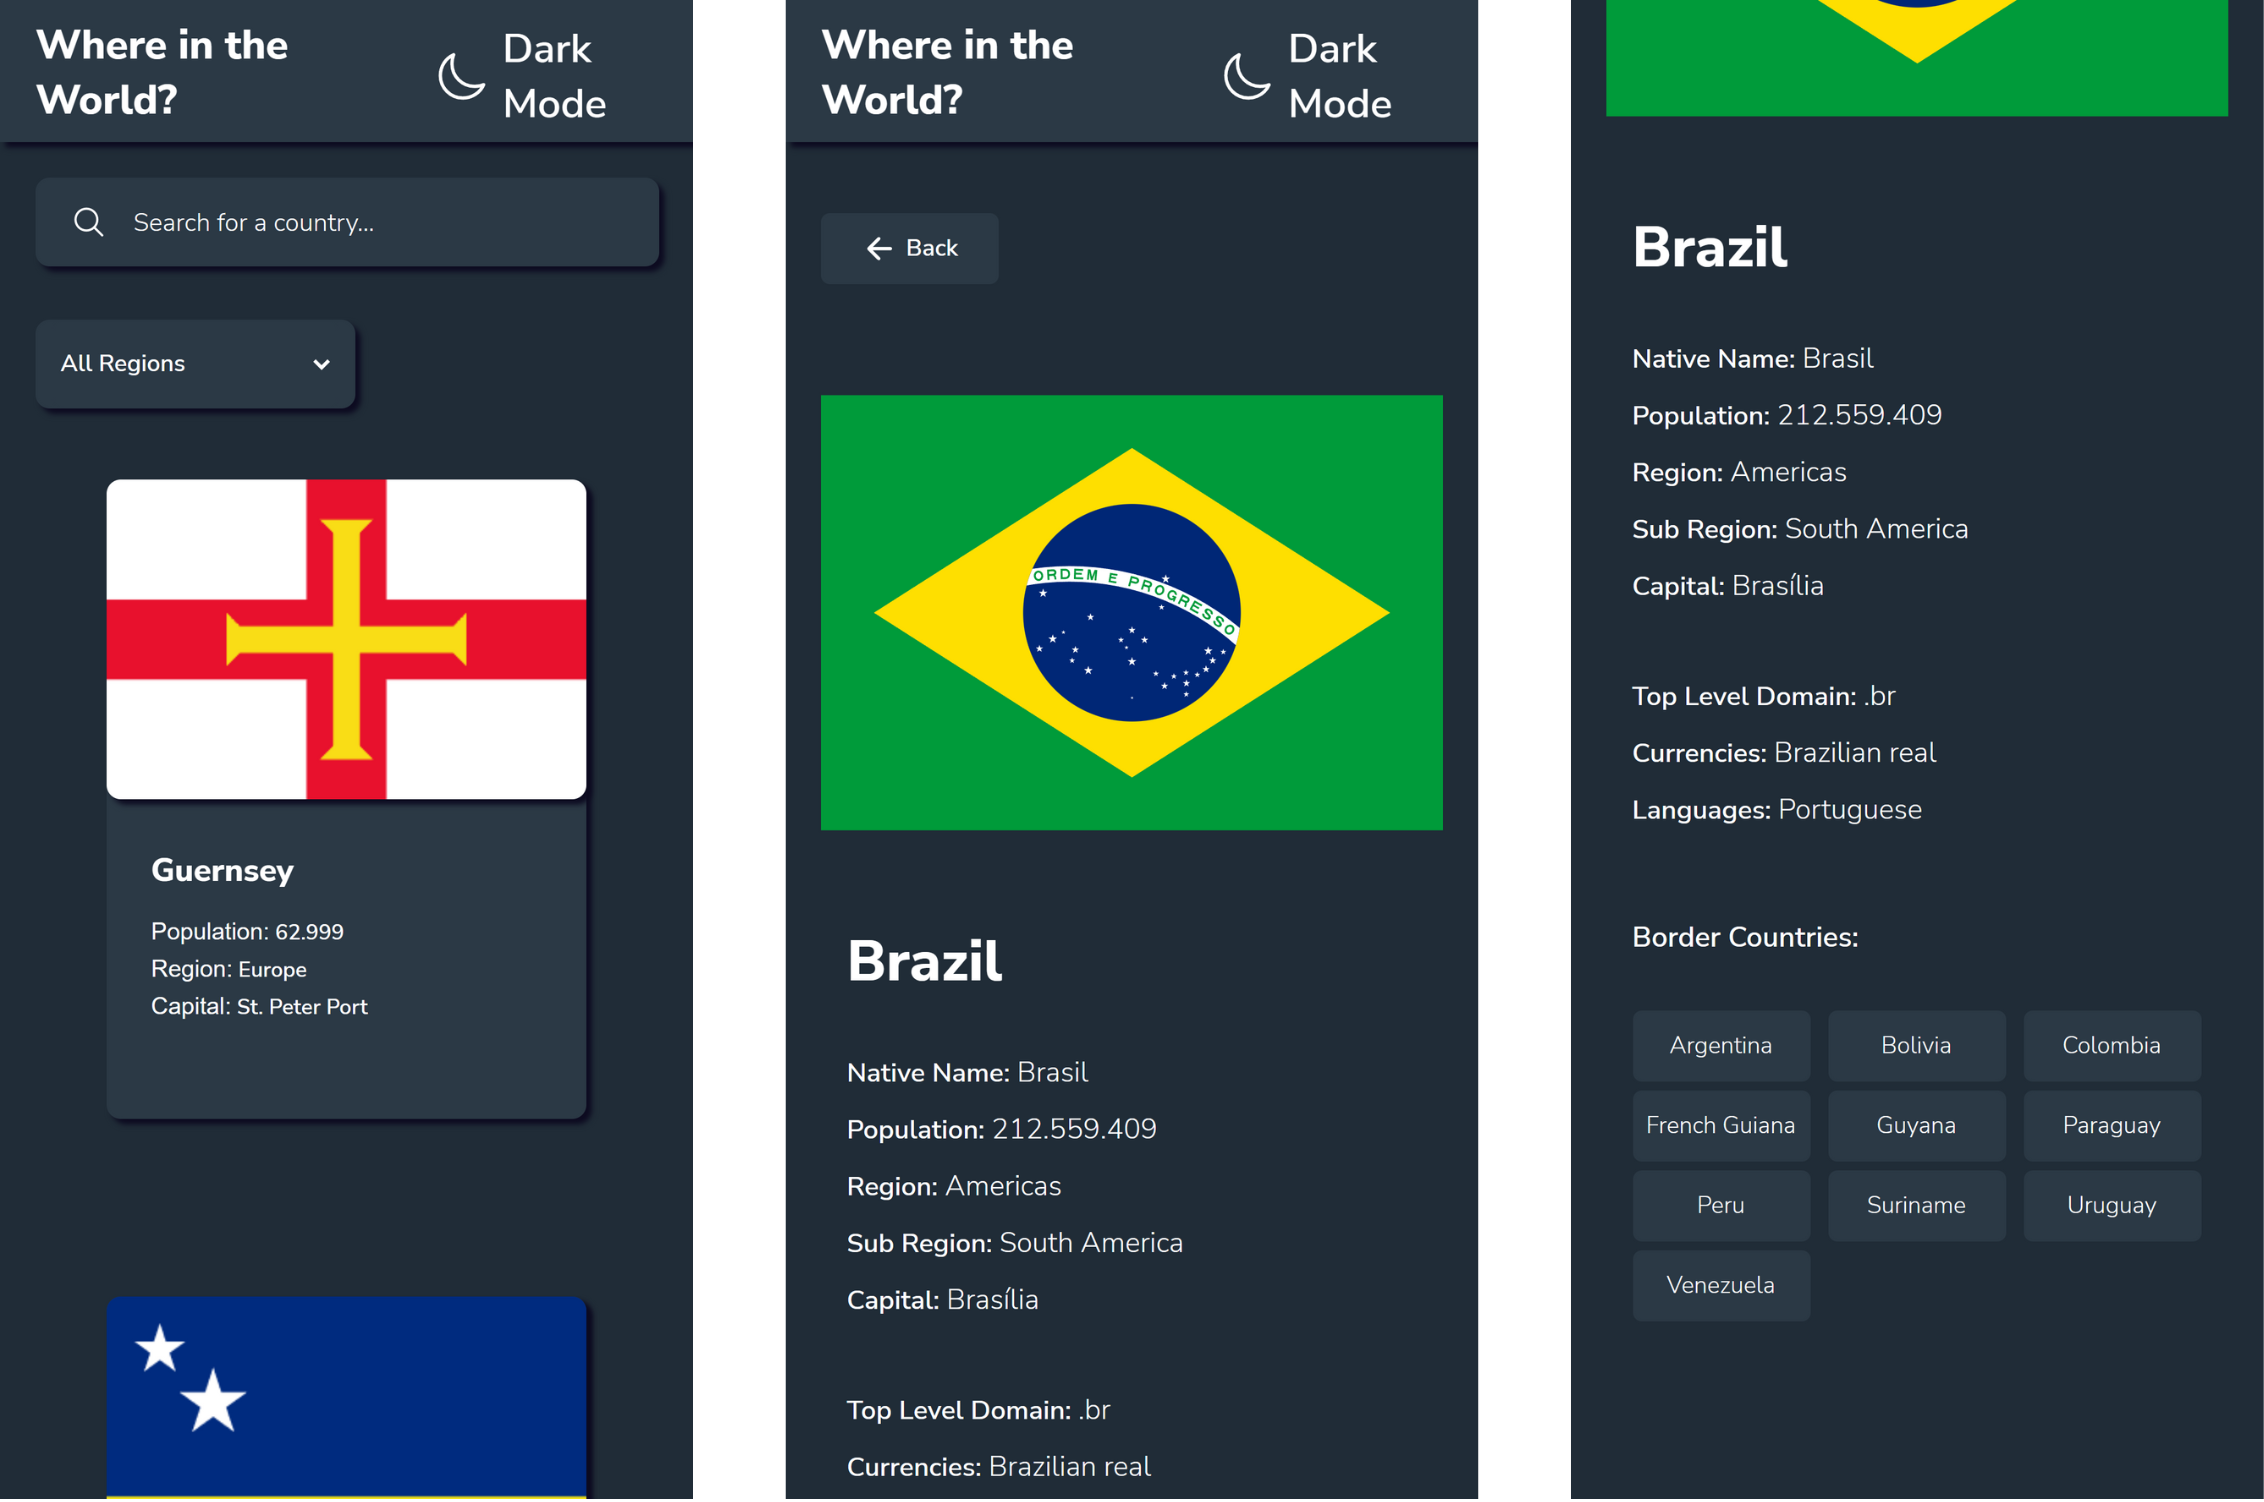 Where in the
World?
Dark
Mode
Search for a country...
All Regions
Guernsey
Population: 62.999
Region: Europe
Capital: St. Peter Port
Where in the
World?
Dark
Mode
Back
ORDEM E PROGRESSO
Brazil
Native Name: Brasil
Population: 212.559.409
Region: Americas
Sub Region: South America
Capital: Brasília
Top Level Domain: .br
Currencies: Brazilian real
Brazil
Native Name: Brasil
Population: 212.559.409
Region: Americas
Sub Region: South America
Capital: Brasília
Top Level Domain: .br
Currencies: Brazilian real
Languages: Portuguese
Border Countries:
Argentina Bolivia Colombia
French Guiana Guyana Paraguay
Peru Suriname Uruguay
Venezuela